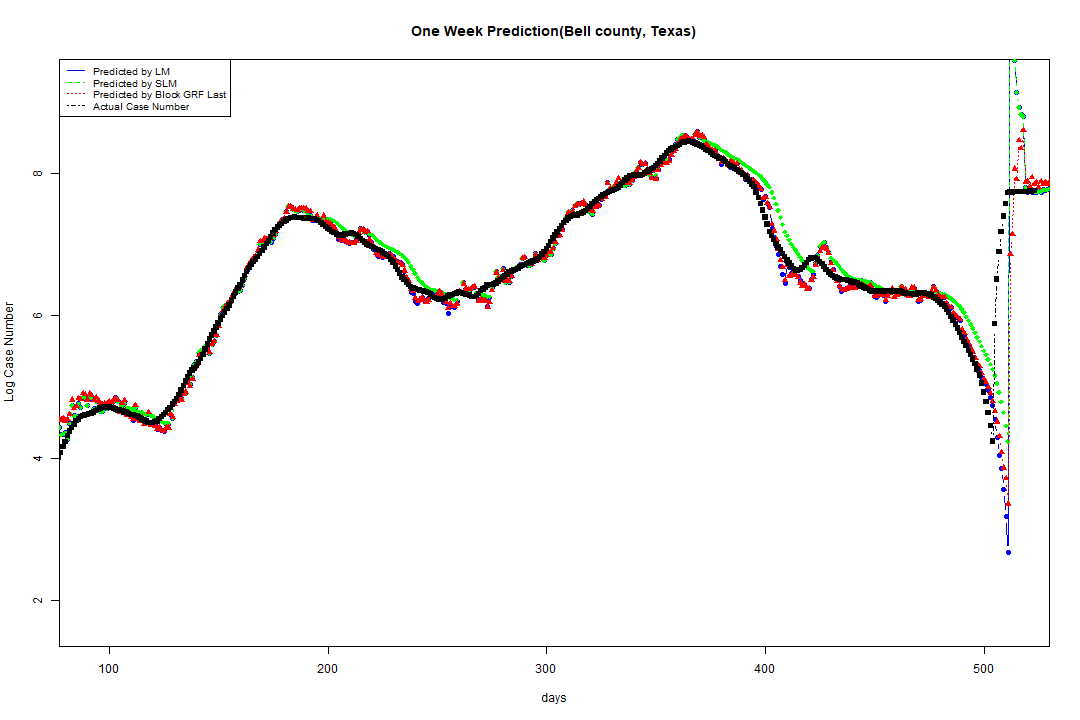 One Week Prediction(Bell county, Texas)
Predicted by LM
Predicted by SLM
Predicted by Block GRF Last
Actual Case Number
8
6
4
2
Log Case Number
100 200 300 400 500
days